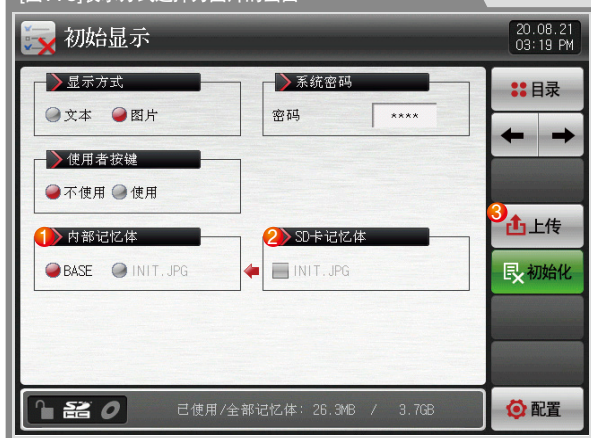 初始显示
20.08.21
03:19 PM
显示方式
系统密码
文本 图片
密码 ****
使用者按键
不使用 使用
1 内部记忆体
2 SD卡记忆体
BASE INIT.JPG
INIT.JPG
目录
3 上传
初始化
配置
已使用/全部记忆体: 26.3MB / 3.7GB